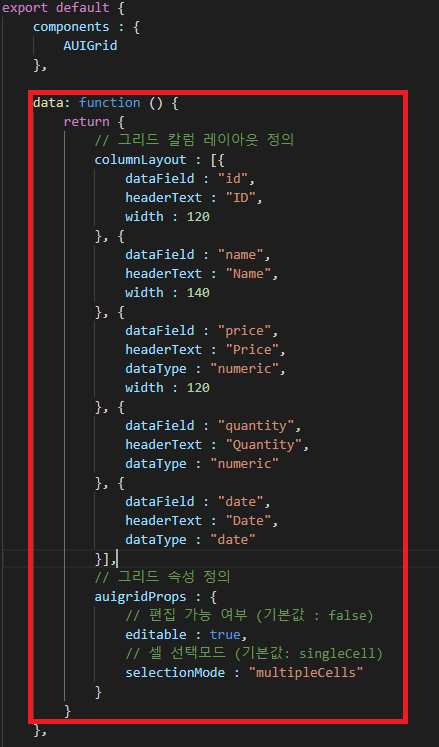 export default {
components : {
AUIGrid
},
data: function () {
return {
// 그리드 칼럼 레이아웃 정의
columnLayout : [{
dataField : "id",
headerText : "ID",
width : 120
}, {
dataField : "name",
headerText : "Name",
width : 140
}, {
dataField : "price",
headerText : "Price",
dataType : "numeric",
width : 120
}, {
dataField : "quantity",
headerText : "Quantity",
dataType : "numeric"
}, {
dataField : "date",
headerText : "Date",
dataType : "date"
}],
// 그리드 속성 정의
auigridProps : {
// 편집 가능 여부 (기본값 : false)
editable : true,
// 셀 선택모드 (기본값: singleCell)
selectionMode : "multipleCells"
}
}
},